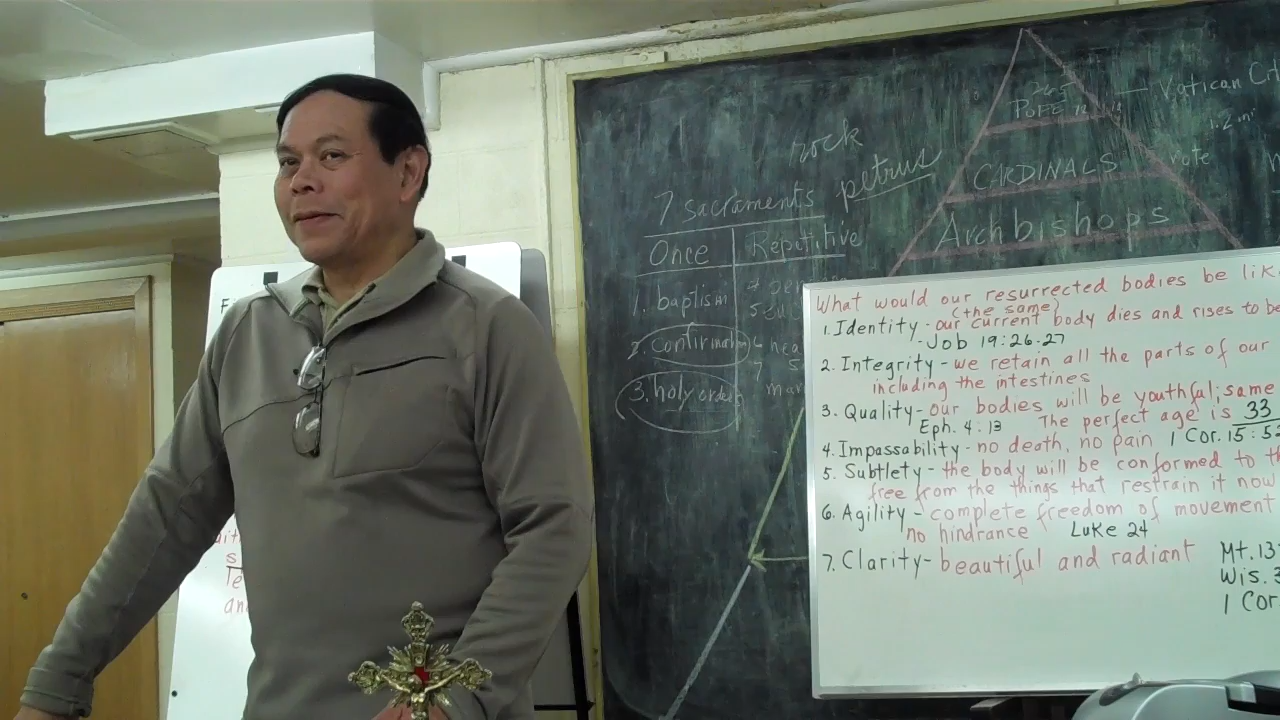 rock
petrus
7 sacraments
Once Repetitive
1. baptism
2. confirmation
3. holy orders
POPE
Vatican
CARDINALS vote
Archbishops
What would our resurrected bodies be
(the same)
1. Identity - our current body dies and rises to
- Job 19:26-27
2. Integrity - we retain all the parts of our
including the intestines
3. Quality - our bodies will be youthful; same
Eph. 4:13 The perfect age is 33
4. Impassability - no death, no pain 1 Cor. 15:
5. Subtlety - the body will be conformed to
free from the things that restrain it now
6. Agility - complete freedom of movement
no hindrance Luke 24
7. Clarity - beautiful and radiant Mt. 13
Wis. 3
1 Cor